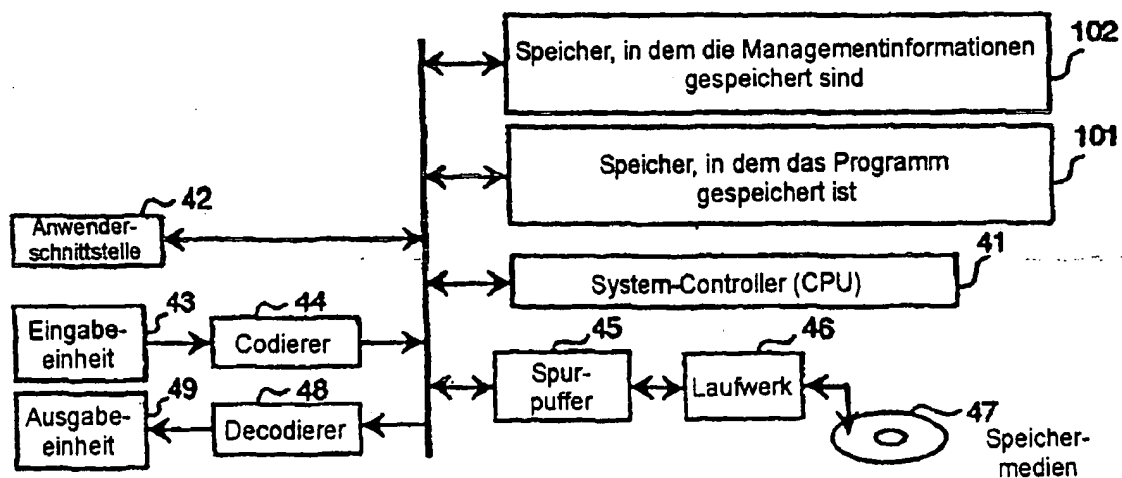 Speicher, in dem die Managementinformationen
gespeichert sind
102
Speicher, in dem das Programm
gespeichert ist
101
42
Anwender-
schnittstelle
System-Controller (CPU)
41
43
Eingabe-
einheit
44
Codierer
45
Spur-
puffer
46
Laufwerk
49
Ausgabe-
einheit
48
Decodierer
47
Speicher-
medien